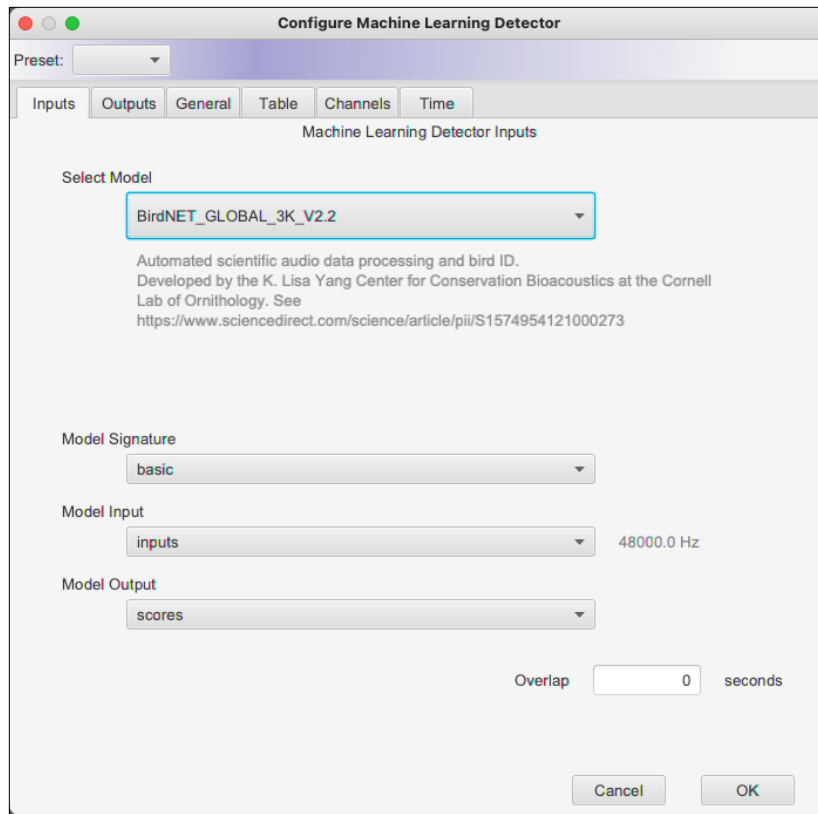 Configure Machine Learning Detector
Preset:
Inputs Outputs General Table Channels Time
Machine Learning Detector Inputs
Select Model
BirdNET_GLOBAL_3K_V2.2
Automated scientific audio data processing and bird ID.
Developed by the K. Lisa Yang Center for Conservation Bioacoustics at the Cornell
Lab of Ornithology. See
https://www.sciencedirect.com/science/article/pii/S1574954121000273
Model Signature
basic
Model Input
inputs 48000.0 Hz
Model Output
scores
Overlap 0 seconds
Cancel OK